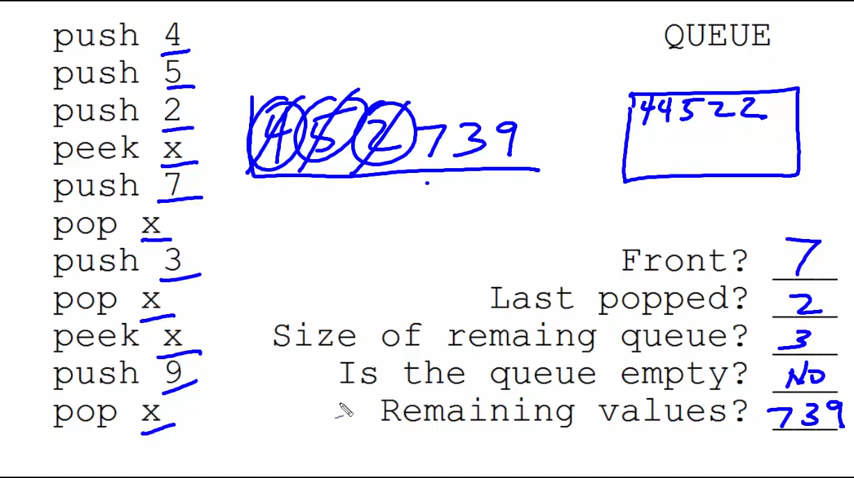 push 4
push 5
push 2
peek x
push 7
pop x
push 3
pop x
peek x
push 9
pop x
QUEUE
4 5 2 7 3 9
44522
Front? 7
Last popped? 2
Size of remaing queue? 3
Is the queue empty? NO
Remaining values? 739